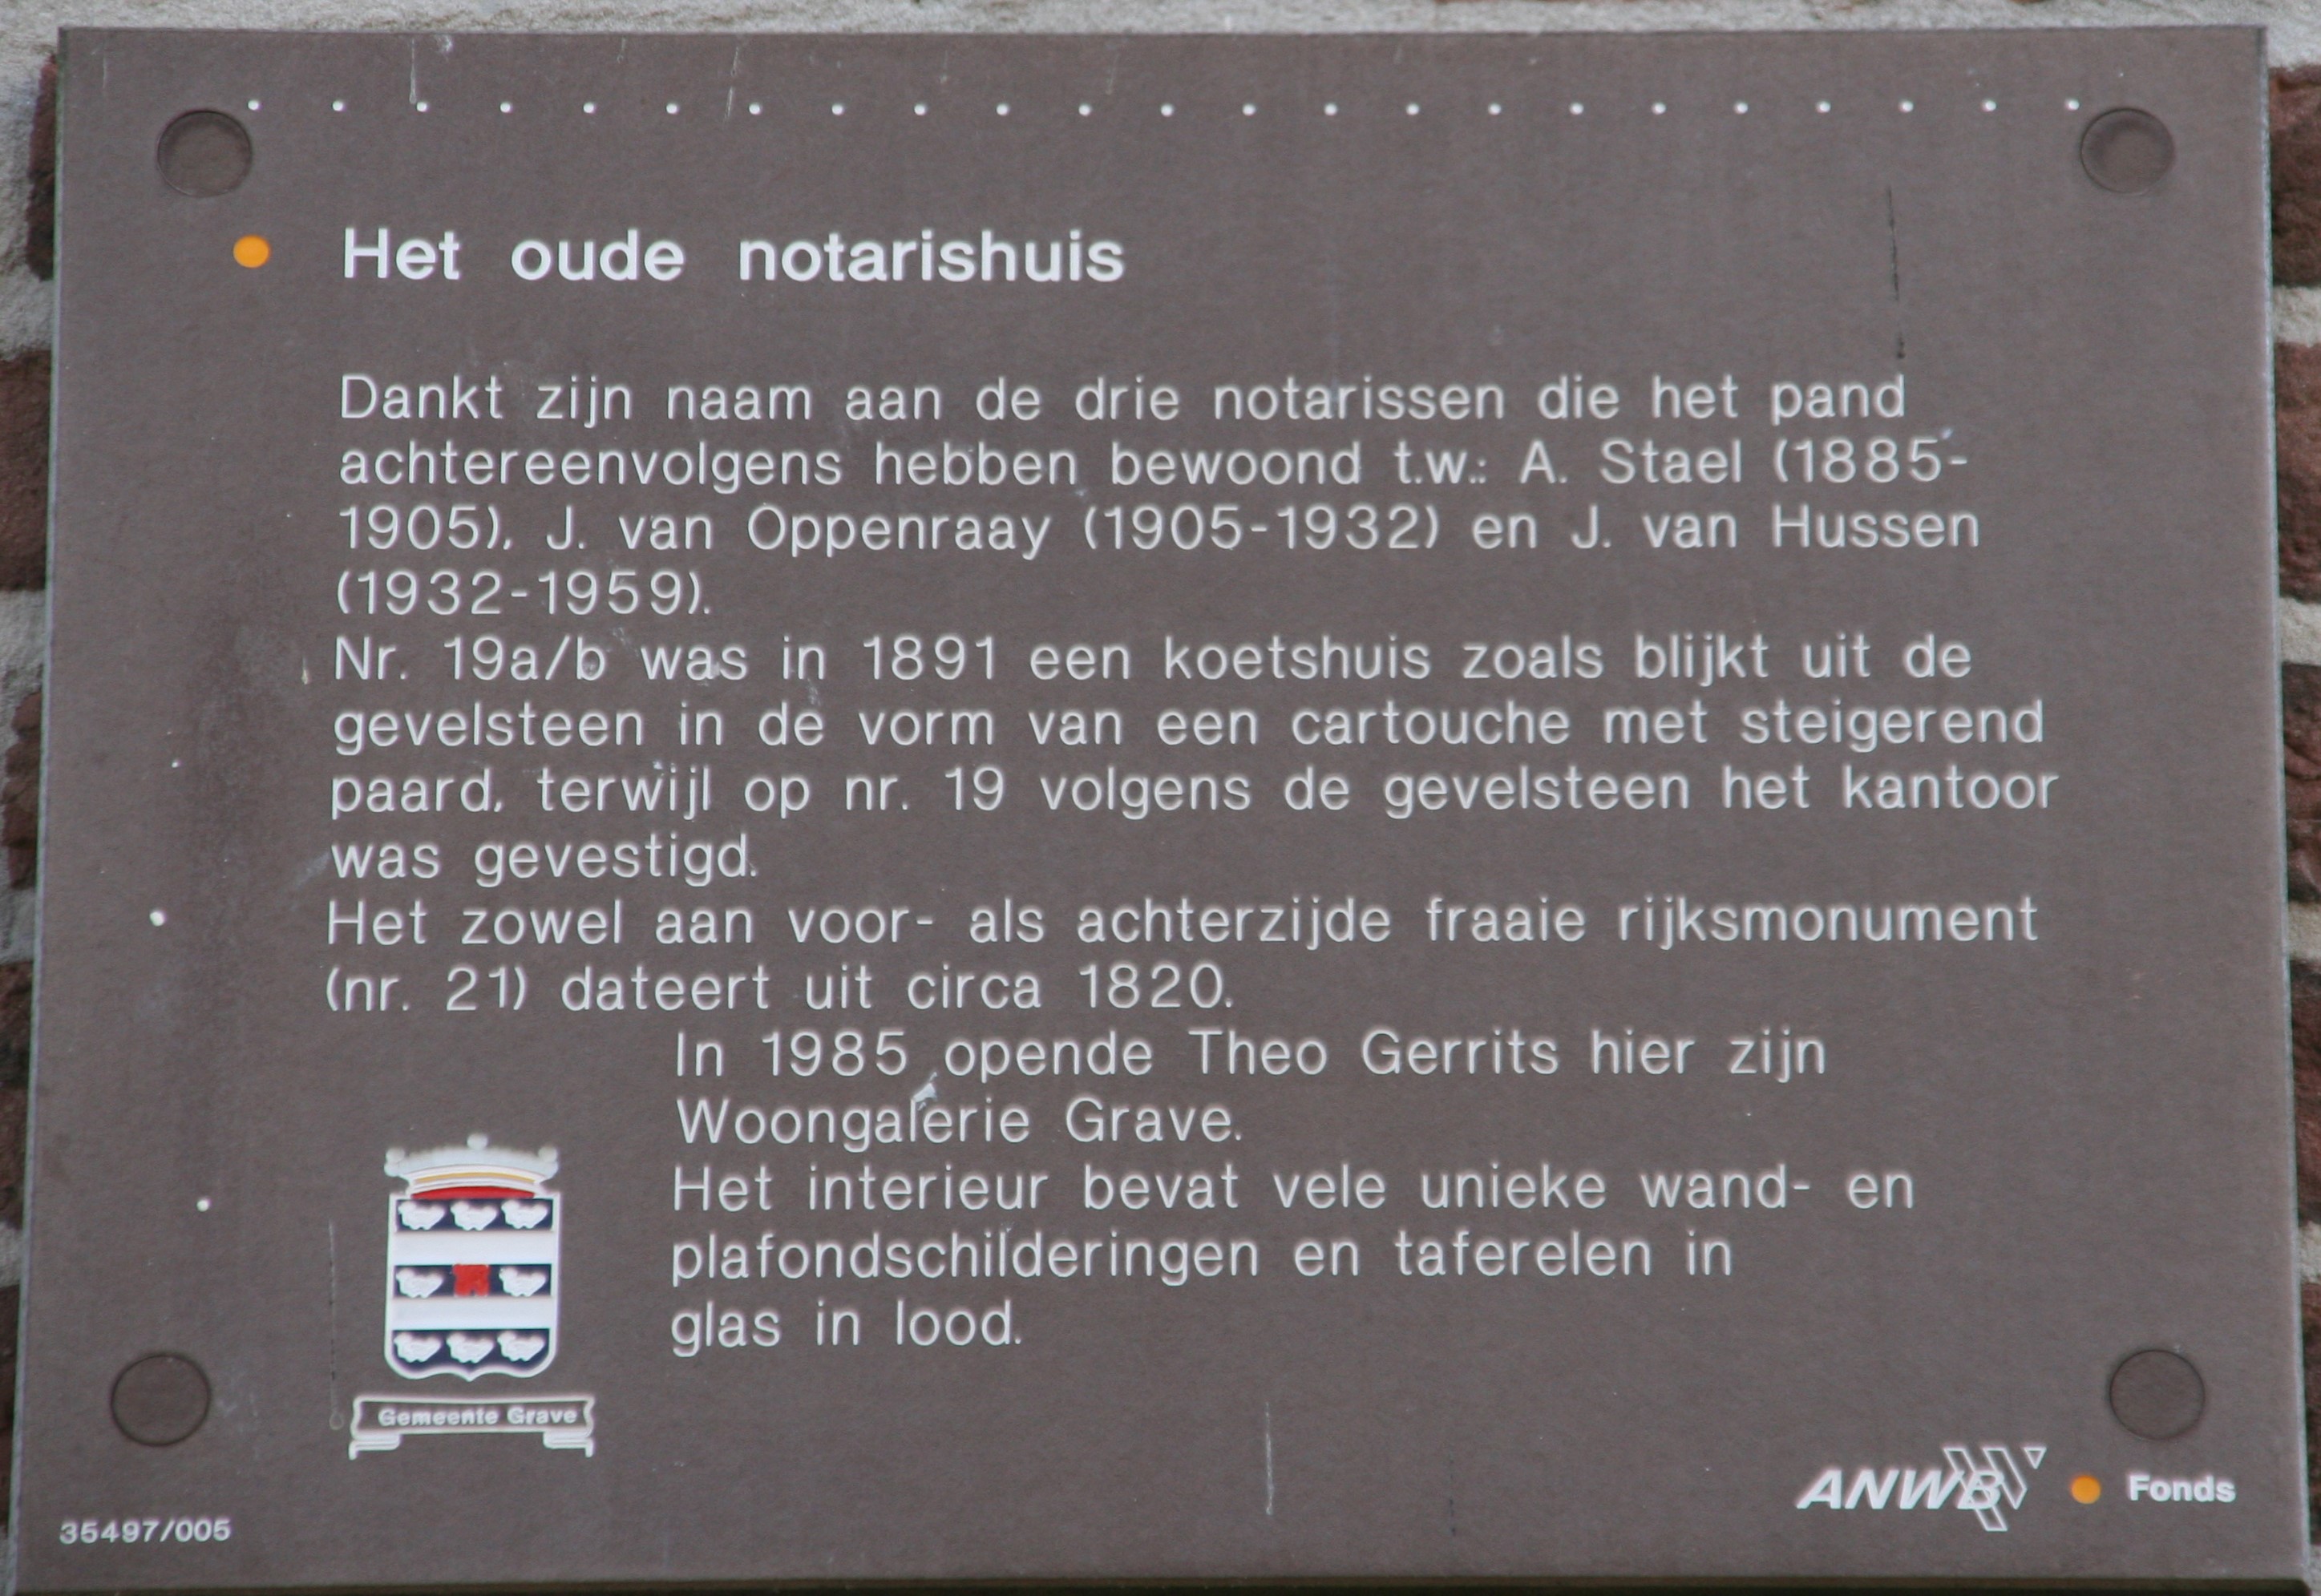 Het oude notarishuis
Dankt zijn naam aan de drie notarissen die het pand
achtereenvolgens hebben bewoond t.w.: A. Stael (1885-
1905), J. van Oppenraay (1905-1932) en J. van Hussen
(1932-1959).
Nr. 19a/b was in 1891 een koetshuis zoals blijkt uit de
gevelsteen in de vorm van een cartouche met steigerend
paard, terwijl op nr. 19 volgens de gevelsteen het kantoor
was gevestigd.
Het zowel aan voor- als achterzijde fraaie rijksmonument
(nr. 21) dateert uit circa 1820.
In 1985 opende Theo Gerrits hier zijn
Woongalerie Grave.
Het interieur bevat vele unieke wand- en
plafondschilderingen en taferelen in
glas in lood.
Gemeente Grave
ANWB Fonds
35497/005